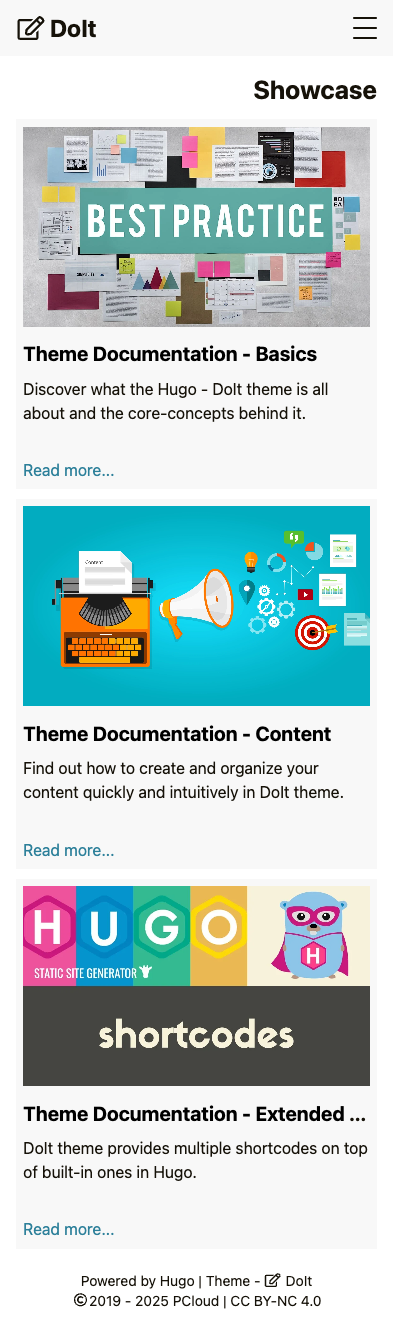 DoIt
Showcase
BEST PRACTICE
Theme Documentation - Basics
Discover what the Hugo - DoIt theme is all
about and the core-concepts behind it.
Read more...
Content
Theme Documentation - Content
Find out how to create and organize your
content quickly and intuitively in DoIt theme.
Read more...
HUGO
STATIC SITE GENERATOR
H
shortcodes
Theme Documentation - Extended ...
DoIt theme provides multiple shortcodes on top
of built-in ones in Hugo.
Read more...
Powered by Hugo | Theme - DoIt
©2019 - 2025 PCloud | CC BY-NC 4.0